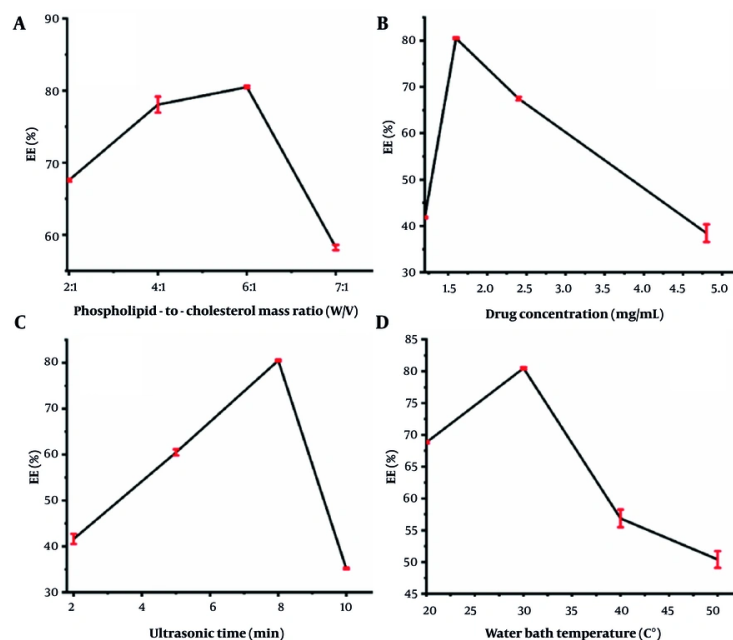 A
90
80
70
60
EE (%)
2:1 4:1 6:1 7:1
Phospholipid - to - cholesterol mass ratio (W/V)
B
80
70
60
50
40
30
EE (%)
1.5 2.0 2.5 3.0 3.5 4.0 4.5 5.0
Drug concentration (mg/mL)
C
80
70
60
50
40
30
EE (%)
2 4 6 8 10
Ultrasonic time (min)
D
85
80
75
70
65
60
55
50
45
EE (%)
20 25 30 35 40 45 50
Water bath temperature (C°)